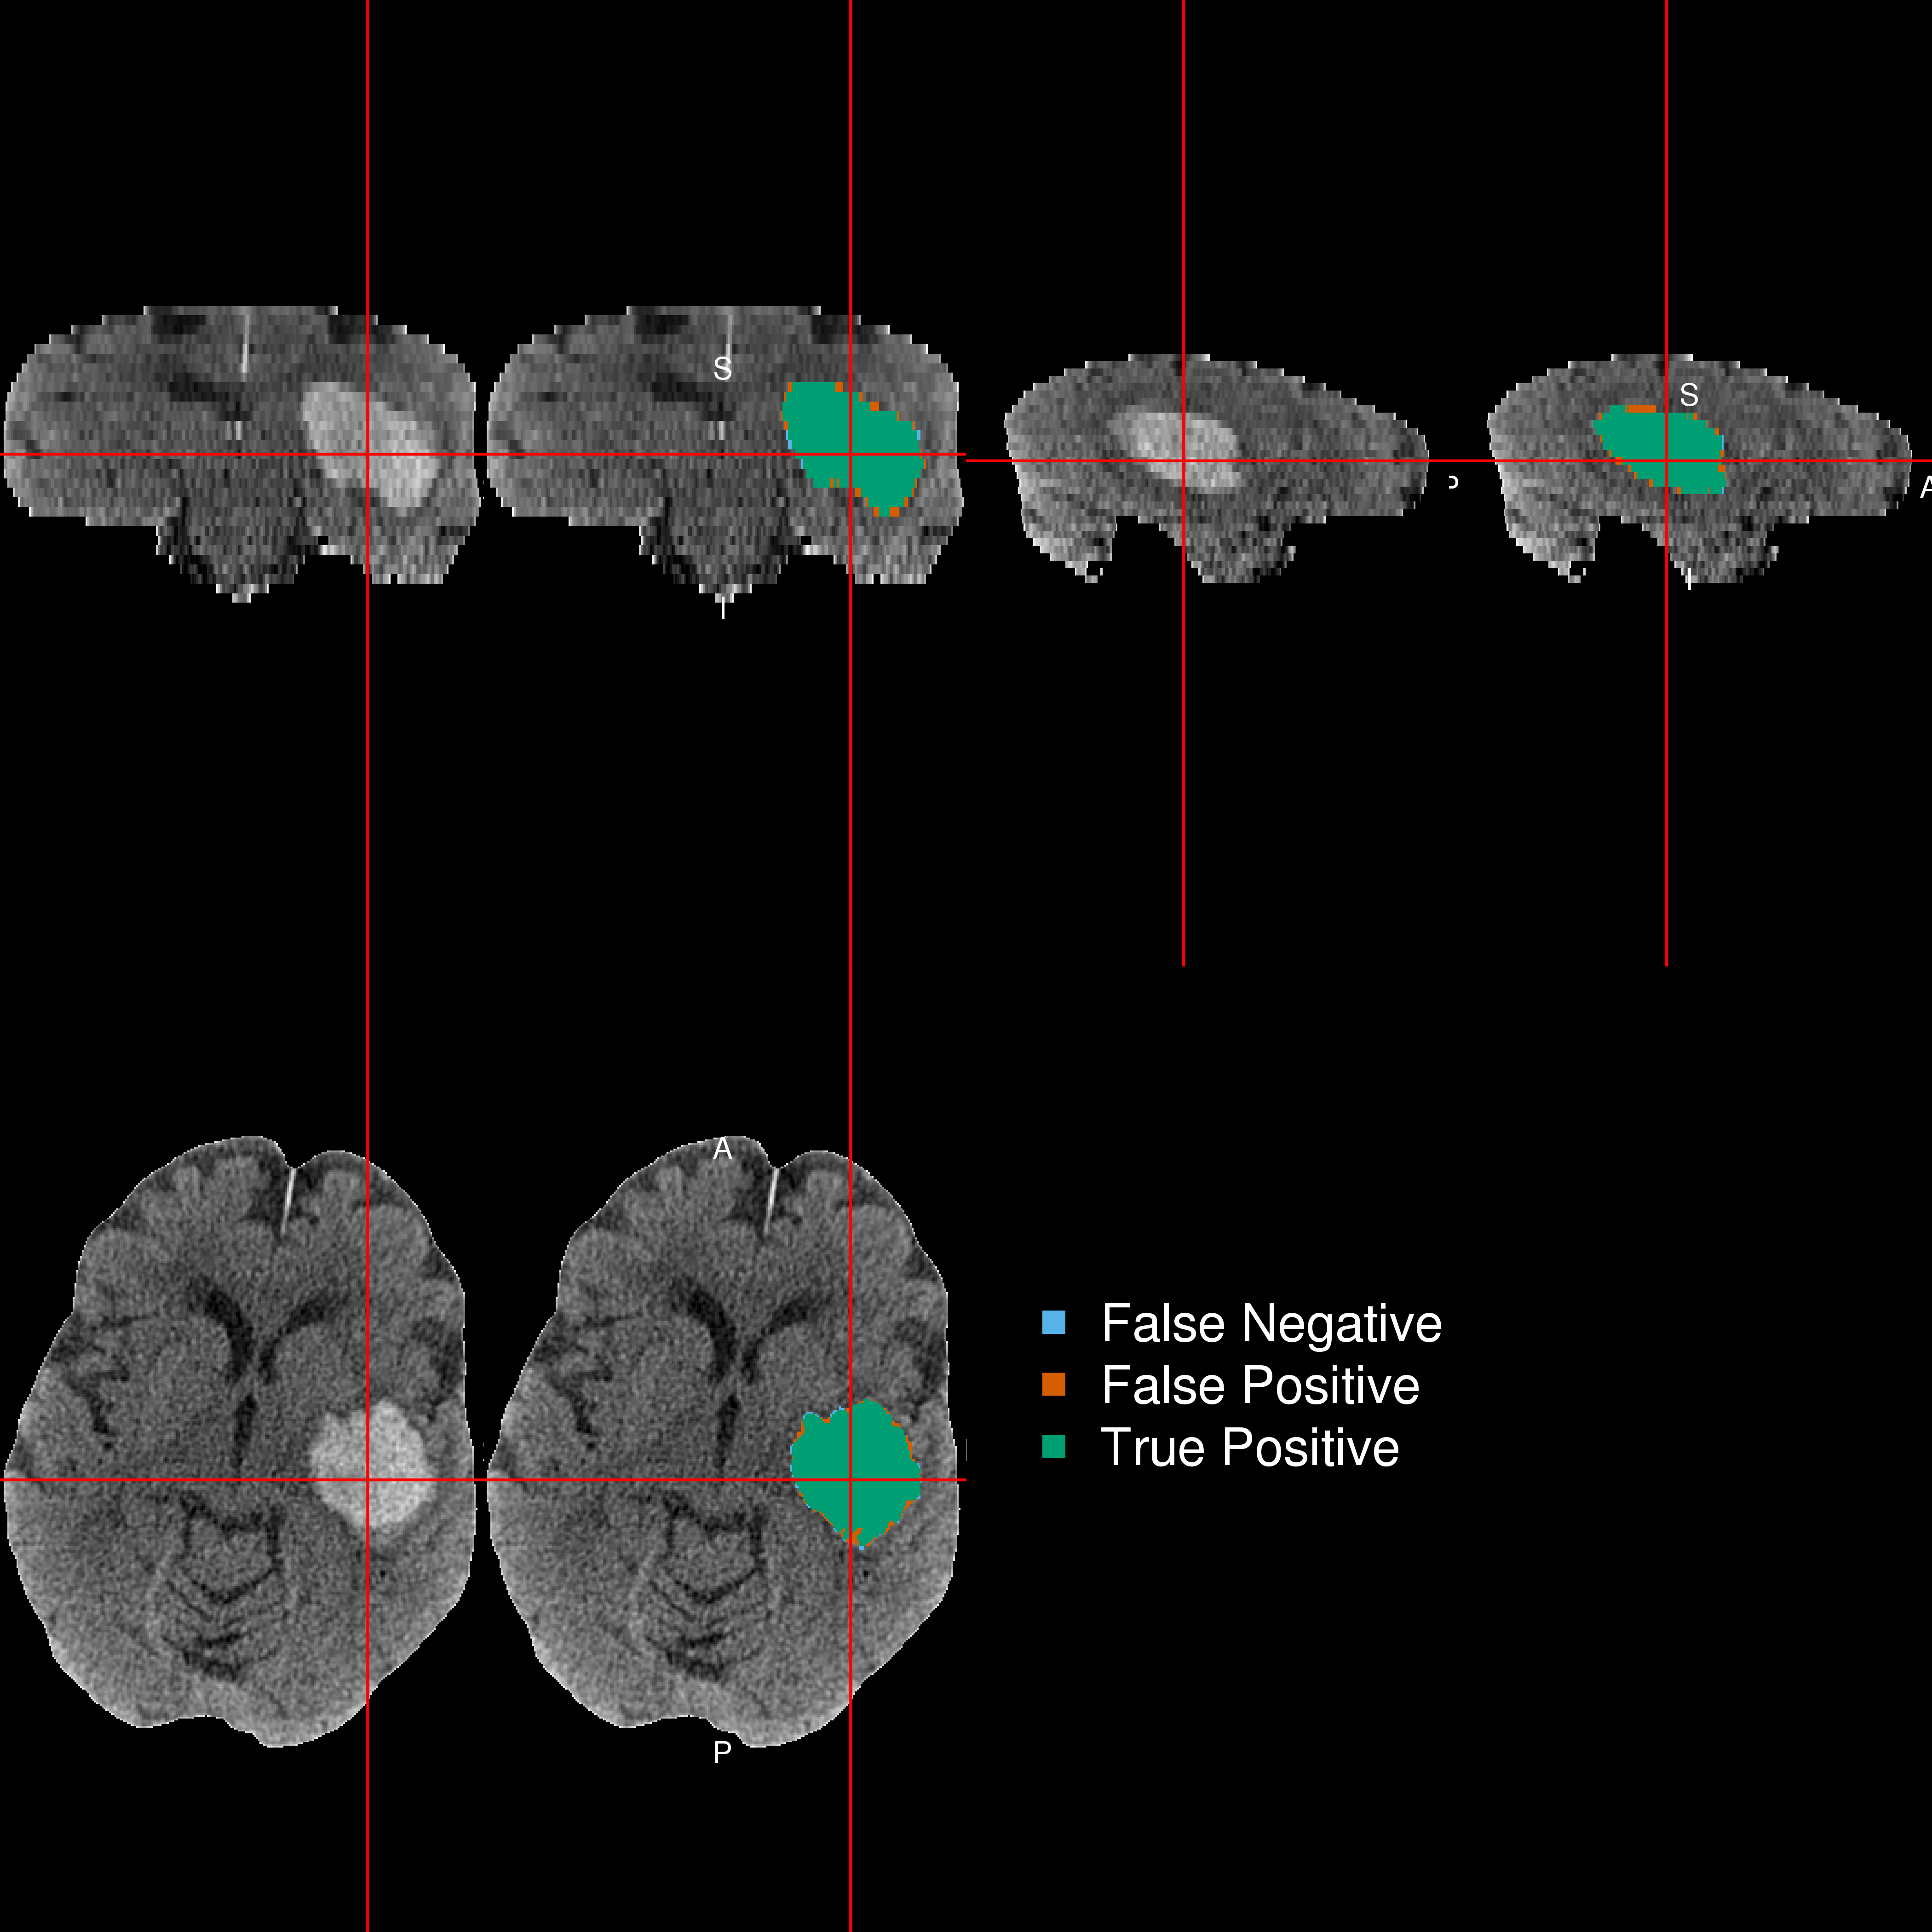 S
S
P
A
I
I
A
False Negative
False Positive
True Positive
P